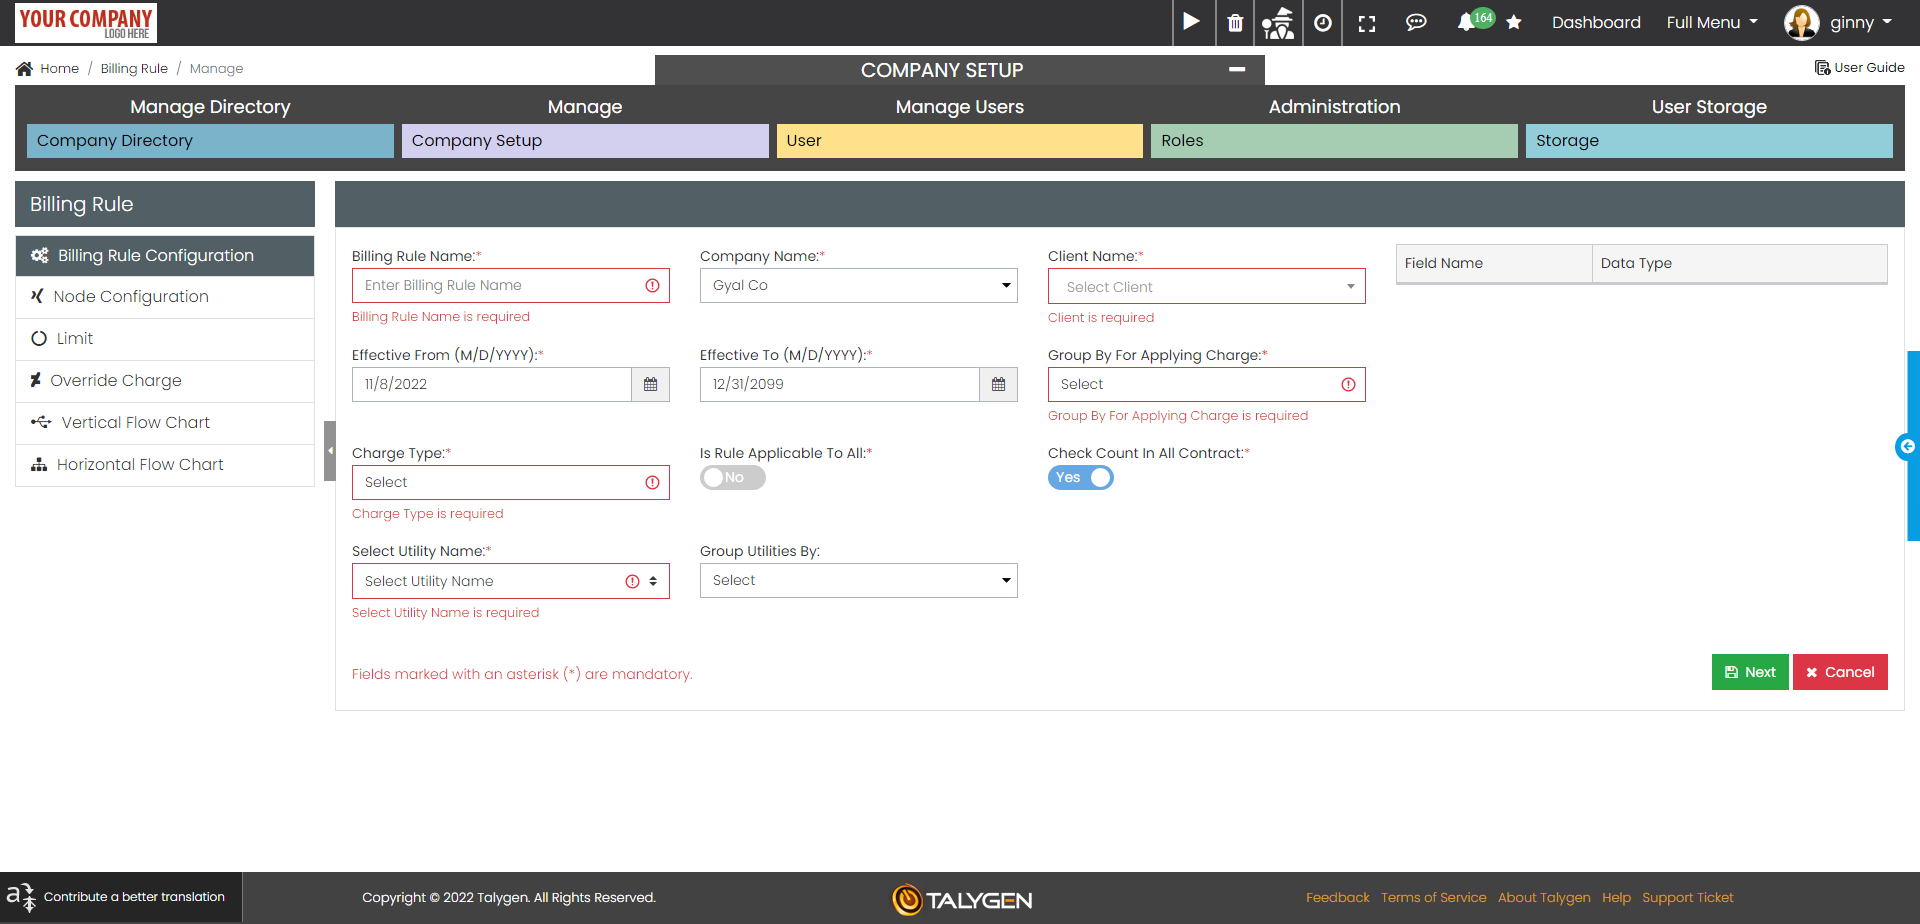 YOUR COMPANY
LOGO HERE
164
Dashboard
Full Menu
ginny
Home / Billing Rule / Manage
COMPANY SETUP
User Guide
Manage Directory
Manage
Manage Users
Administration
User Storage
Company Directory
Company Setup
User
Roles
Storage
Billing Rule
Billing Rule Configuration
Node Configuration
Limit
Override Charge
Vertical Flow Chart
Horizontal Flow Chart
Billing Rule Name:*
Enter Billing Rule Name
Billing Rule Name is required
Company Name:*
Gyal Co
Client Name:*
Select Client
Client is required
Field Name
Data Type
Effective From (M/D/YYYY):*
11/8/2022
Effective To (M/D/YYYY):*
12/31/2099
Group By For Applying Charge:*
Select
Group By For Applying Charge is required
Charge Type:*
Select
Charge Type is required
Is Rule Applicable To All:*
No
Check Count In All Contract:*
Yes
Select Utility Name:*
Select Utility Name
Select Utility Name is required
Group Utilities By:
Select
Fields marked with an asterisk (*) are mandatory.
Next
Cancel
Contribute a better translation
Copyright © 2022 Talygen. All Rights Reserved.
TALYGEN
Feedback
Terms of Service
About Talygen
Help
Support Ticket